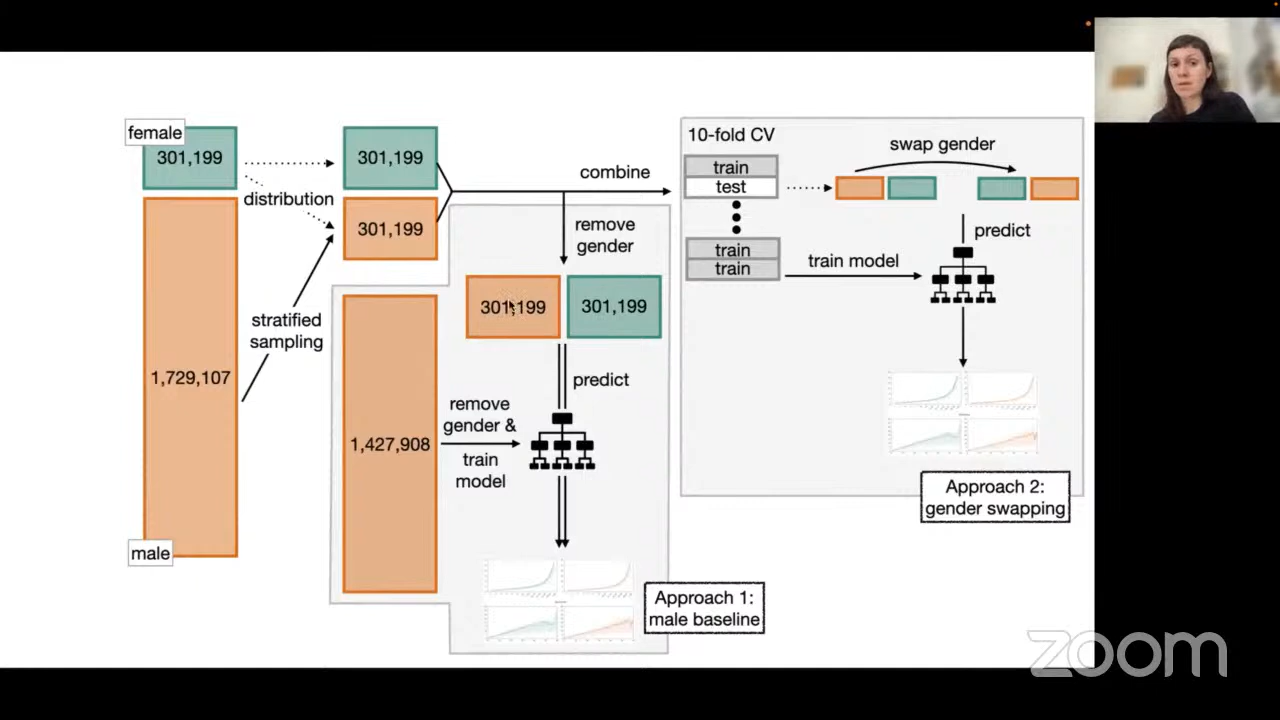 female
301,199
distribution
301,199
301,199
stratified
sampling
1,729,107
male
1,427,908
combine
remove
gender
301,199
301,199
predict
remove
gender &
train
model
Approach 1:
male baseline
10-fold CV
train
test
train
train
swap gender
predict
train model
Approach 2:
gender swapping
zoom